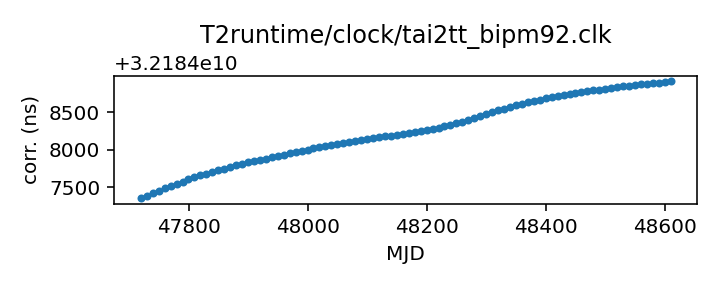 T2runtime/clock/tai2tt_bipm92.clk
+3.2184e10
corr. (ns)
8500
8000
7500
47800 48000 48200 48400 48600
MJD